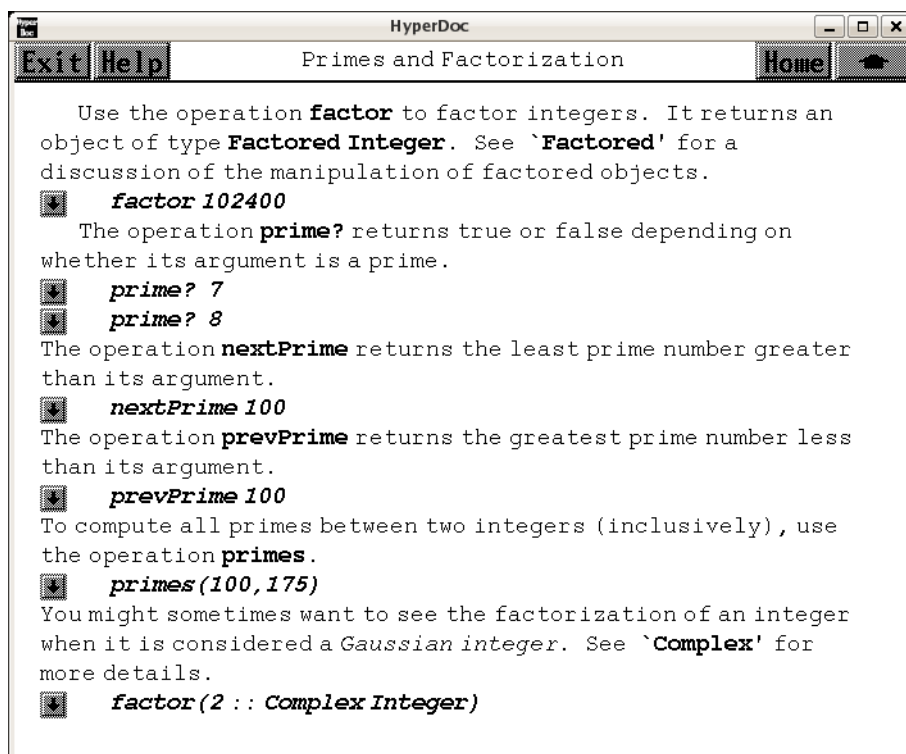 Hyper Doc
HyperDoc
Exit Help Primes and Factorization Home
Use the operation factor to factor integers. It returns an
object of type Factored Integer. See `Factored' for a
discussion of the manipulation of factored objects.
factor 102400
The operation prime? returns true or false depending on
whether its argument is a prime.
prime? 7
prime? 8
The operation nextPrime returns the least prime number greater
than its argument.
nextPrime 100
The operation prevPrime returns the greatest prime number less
than its argument.
prevPrime 100
To compute all primes between two integers (inclusively), use
the operation primes.
primes(100,175)
You might sometimes want to see the factorization of an integer
when it is considered a Gaussian integer. See `Complex' for
more details.
factor(2 :: Complex Integer)